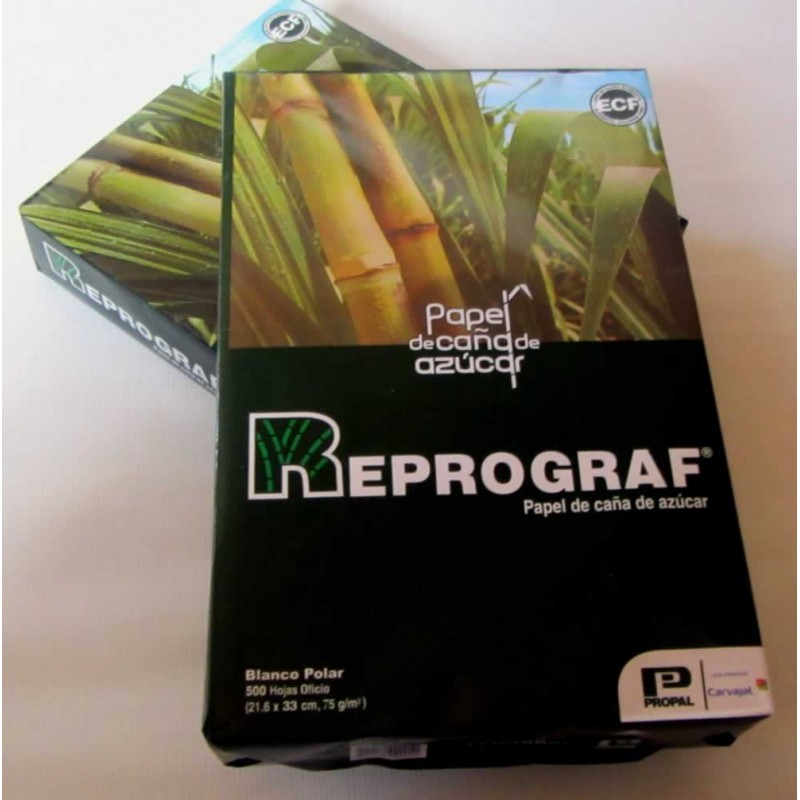 ECF
ECF
Papel
de caña de
azúcar
REPROGRAF®
Papel de caña de azúcar
REPROGRAF
Blanco Polar
500 Hojas Oficio
(21.6 x 33 cm, 75 g/m²)
P
PROPAL
Carvajal
REPROGRAF